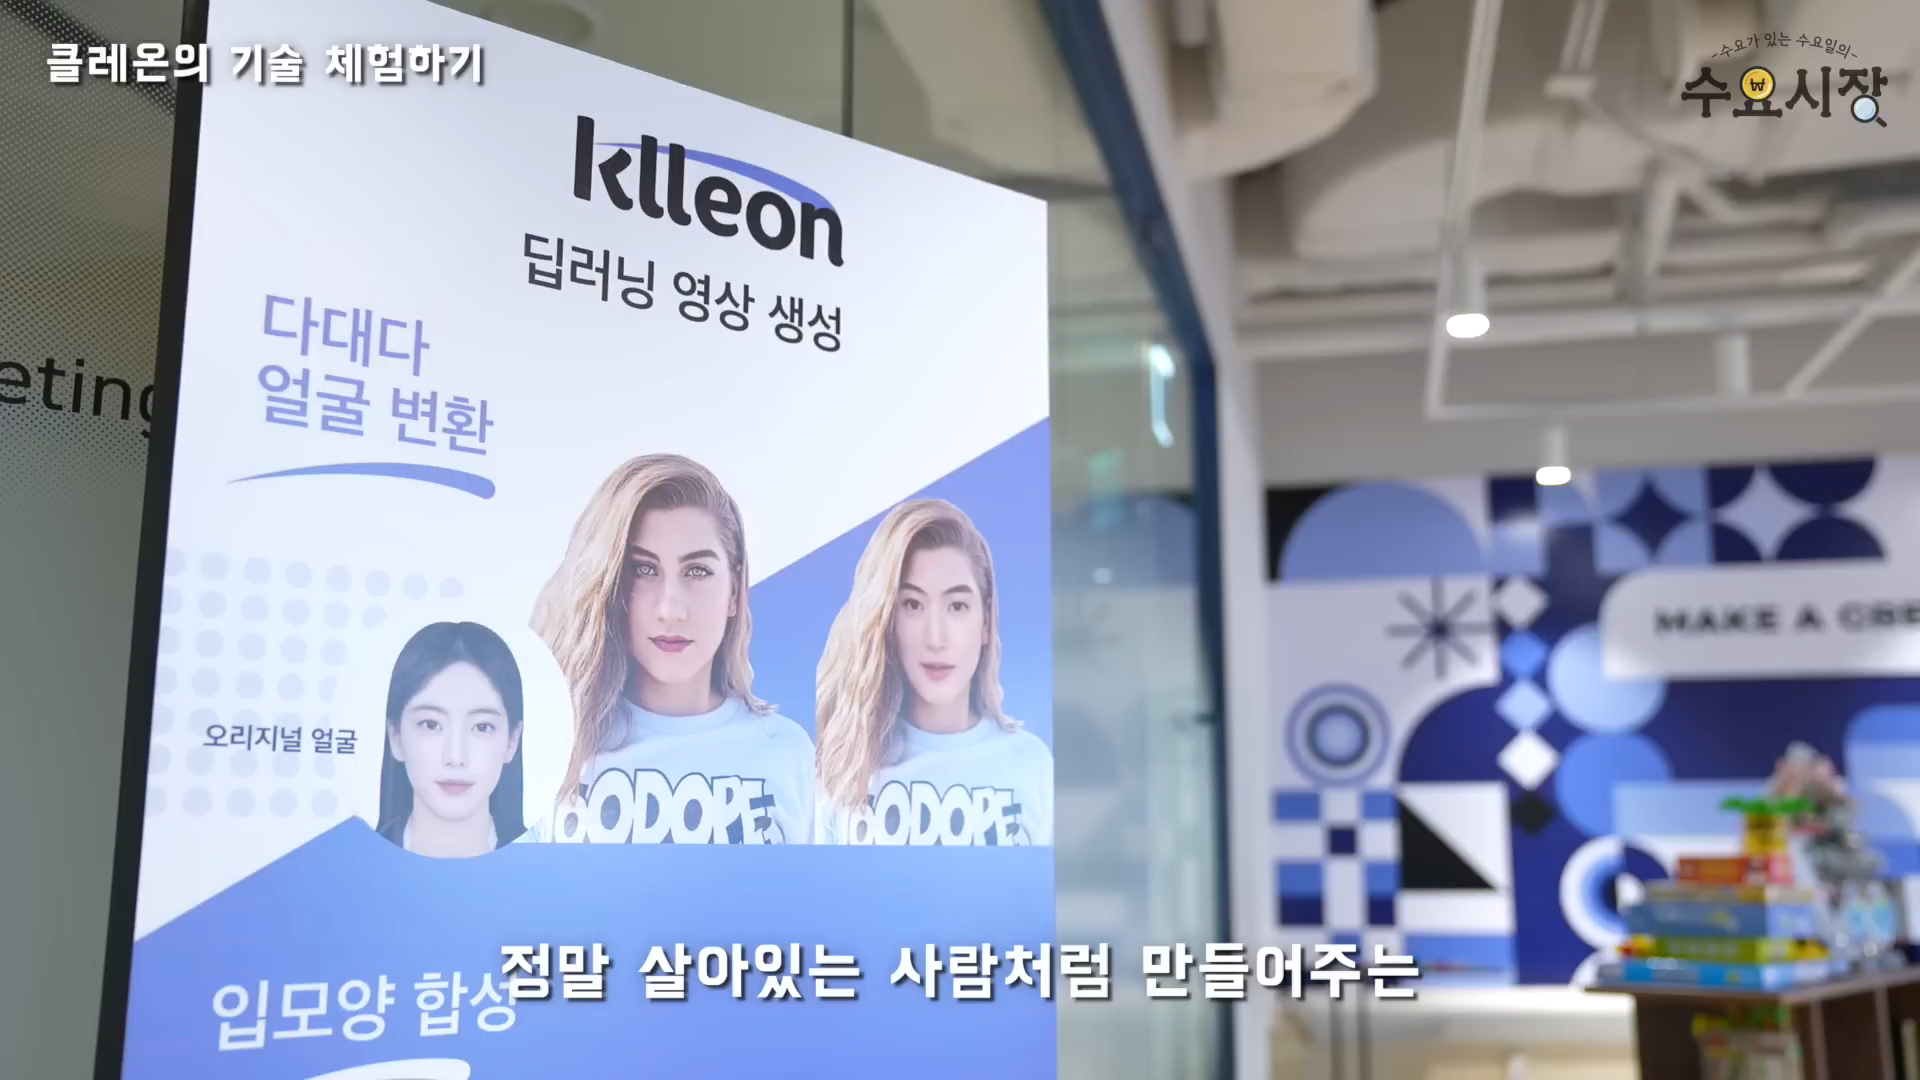 클레온의 기술 체험하기
-수요가 있는 수요일의-
수요시장
klleon
딥러닝 영상 생성
다대다
얼굴 변환
오리지널 얼굴
입모양 합성
MAKE A
정말 살아있는 사람처럼 만들어주는